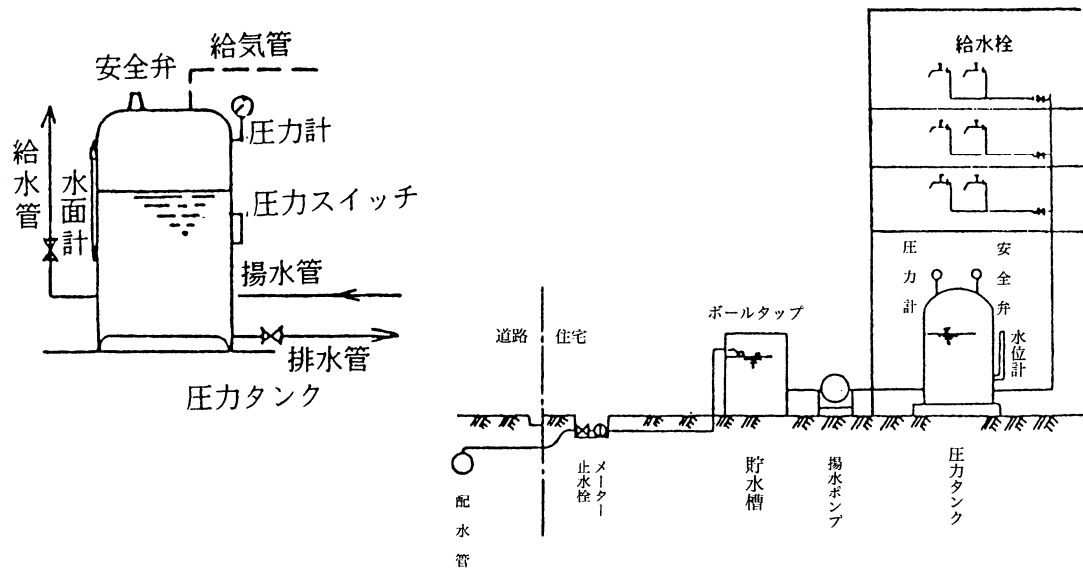 給気管
安全弁
圧力計
給水管
水面計
圧力スイッチ
揚水管
排水管
圧力タンク
給水栓
圧力計
安全弁
水位計
ボールタップ
道路
住宅
メーター
止水栓
配水管
貯水槽
揚水ポンプ
圧力タンク